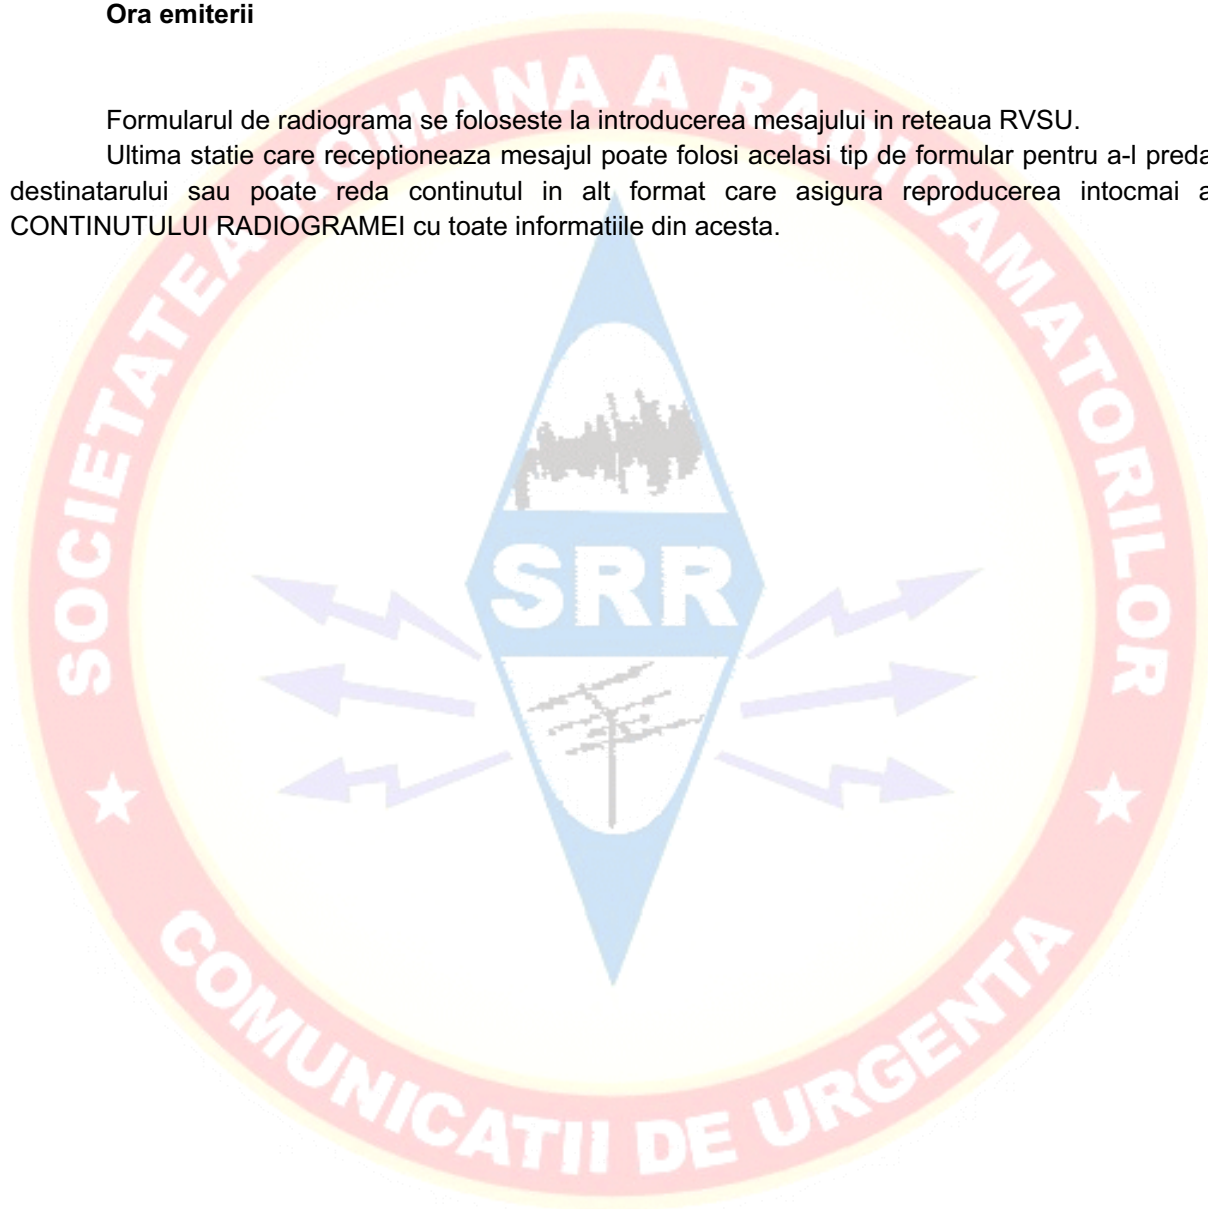 Ora emiterii
Formularul de radiograma se foloseste la introducerea mesajului in reteaua RVSU.
Ultima statie care receptioneaza mesajul poate folosi acelasi tip de formular pentru a-l preda
destinatarului sau poate reda continutul in alt format care asigura reproducerea intocmai a
CONTINUTULUI RADIOGRAMEI cu toate informatiile din acesta.
SOCIETATEA ROMANA A RADIOAMATORILOR
SRR
COMUNICATII DE URGENTA